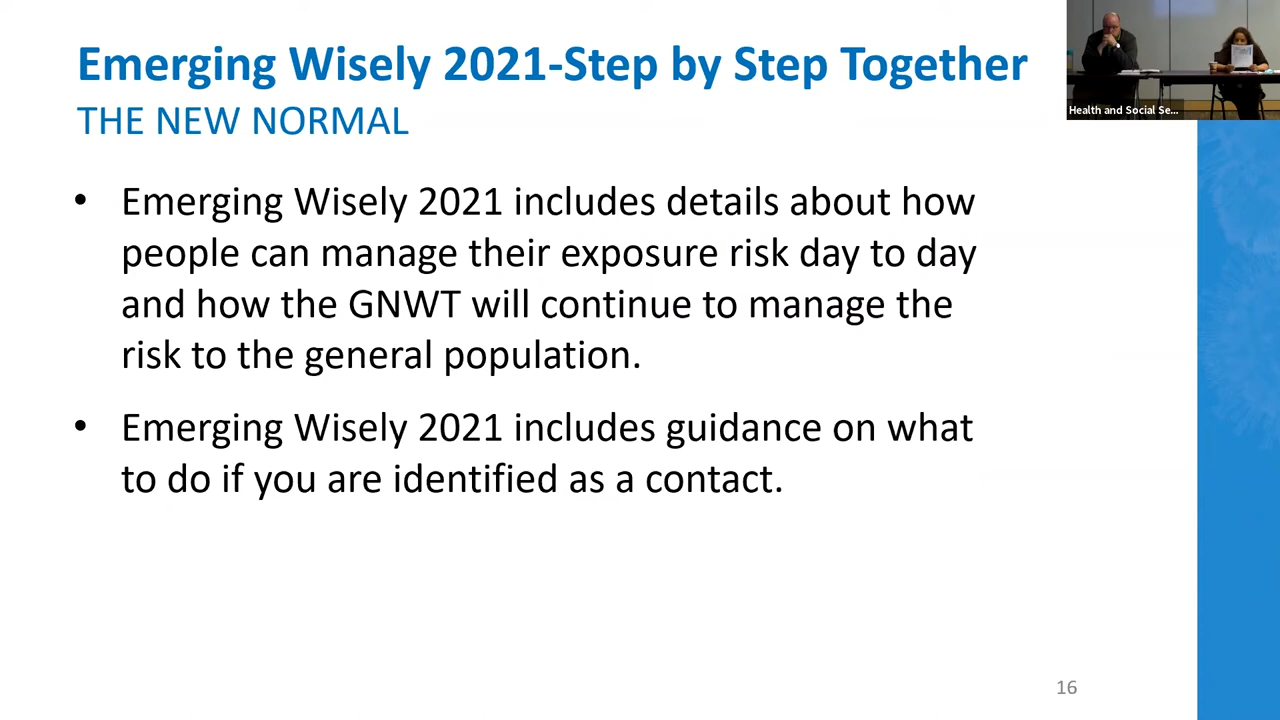 Emerging Wisely 2021-Step by Step Together
THE NEW NORMAL
Health and Social Se...
• Emerging Wisely 2021 includes details about how
people can manage their exposure risk day to day
and how the GNWT will continue to manage the
risk to the general population.
• Emerging Wisely 2021 includes guidance on what
to do if you are identified as a contact.
16